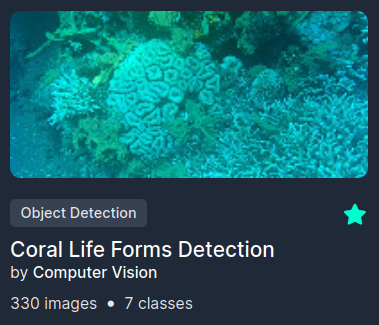 Object Detection
Coral Life Forms Detection
by Computer Vision
330 images • 7 classes